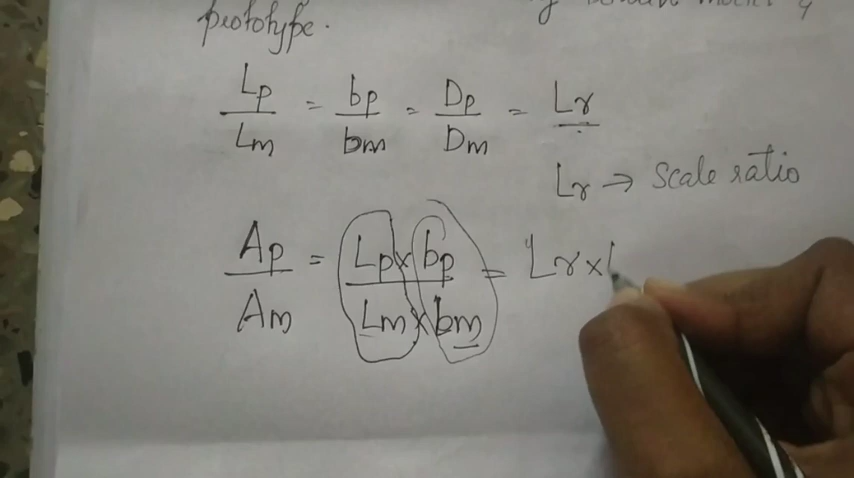 prototype.
Lp/Lm = bp/bm = Dp/Dm = Lr
Lr → Scale ratio
Ap/Am = Lp×bp/Lm×bm = Lr×